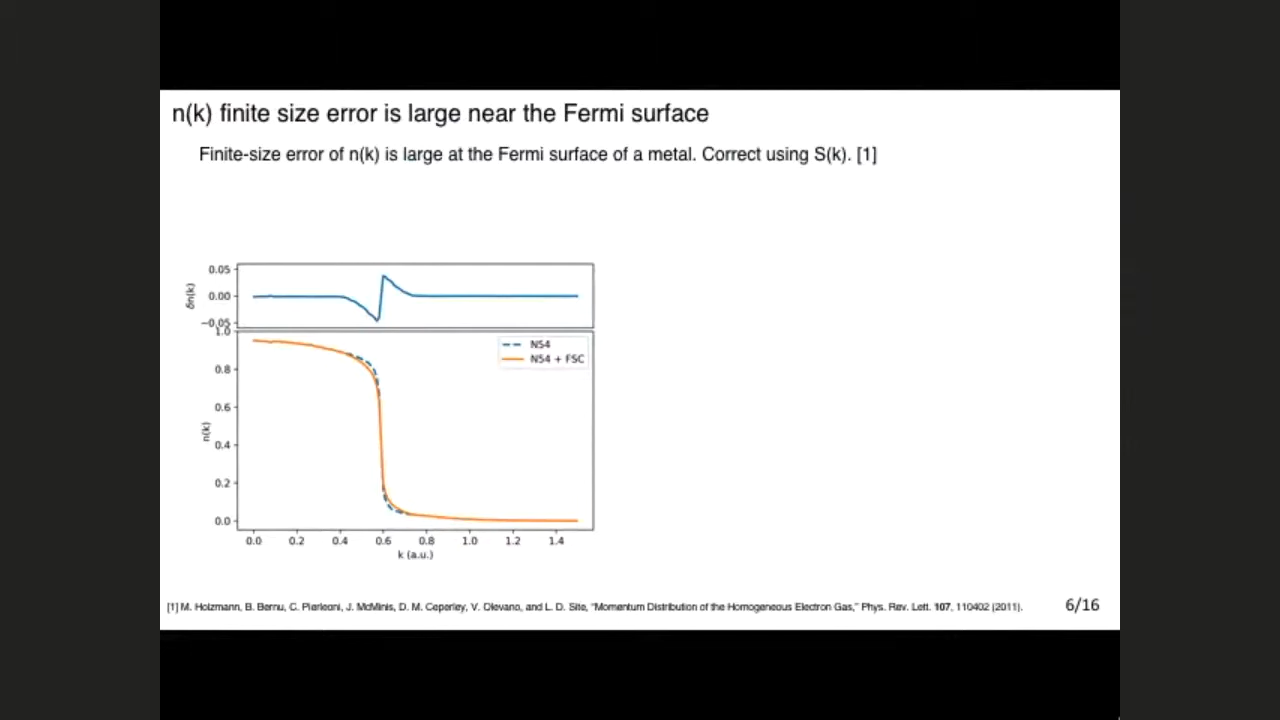 n(k) finite size error is large near the Fermi surface
Finite-size error of n(k) is large at the Fermi surface of a metal. Correct using S(k). [1]
0.05
0.00
−0.05
δn(k)
1.0
0.8
0.6
0.4
0.2
0.0
n(k)
N54
N54 + FSC
0.0 0.2 0.4 0.6 0.8 1.0 1.2 1.4
k (a.u.)
[1] M. Holzmann, B. Bernu, C. Pierleoni, J. McMinis, D. M. Ceperley, V. Olevano, and L. D. Site, “Momentum Distribution of the Homogeneous Electron Gas,” Phys. Rev. Lett. 107, 110402 (2011).
6/16